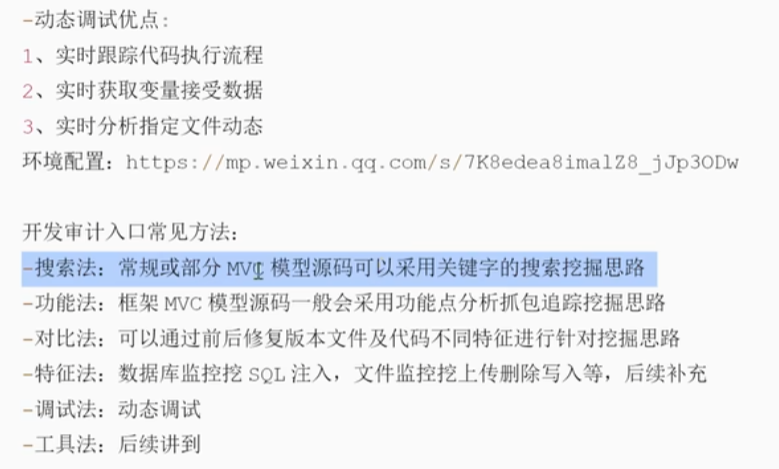 -动态调试优点:
1、实时跟踪代码执行流程
2、实时获取变量接受数据
3、实时分析指定文件动态
环境配置：https://mp.weixin.qq.com/s/7K8edea8imalZ8_jJp3ODw
开发审计入口常见方法：
-搜索法：常规或部分 MVC 模型源码可以采用关键字的搜索挖掘思路
-功能法：框架 MVC 模型源码一般会采用功能点分析抓包追踪挖掘思路
-对比法：可以通过前后修复版本文件及代码不同特征进行针对挖掘思路
-特征法：数据库监控挖 SQL 注入，文件监控挖上传删除写入等，后续补充
-调试法：动态调试
-工具法：后续讲到